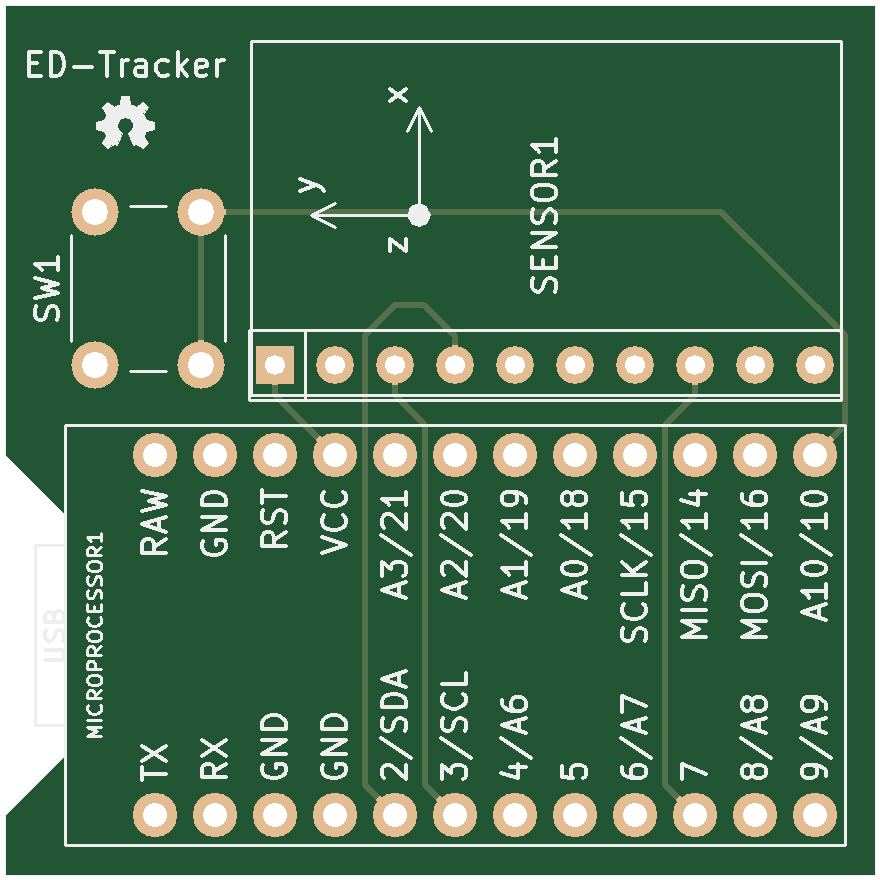 ED-Tracker
x
y
z
SENSOR1
SW1
RAW
GND
RST
VCC
A3/21
A2/20
A1/19
A0/18
SCLK/15
MISO/14
MOSI/16
A10/10
USB
MICROPROCESSOR1
TX
RX
GND
GND
2/SDA
3/SCL
4/A6
5
6/A7
7
8/A8
9/A9